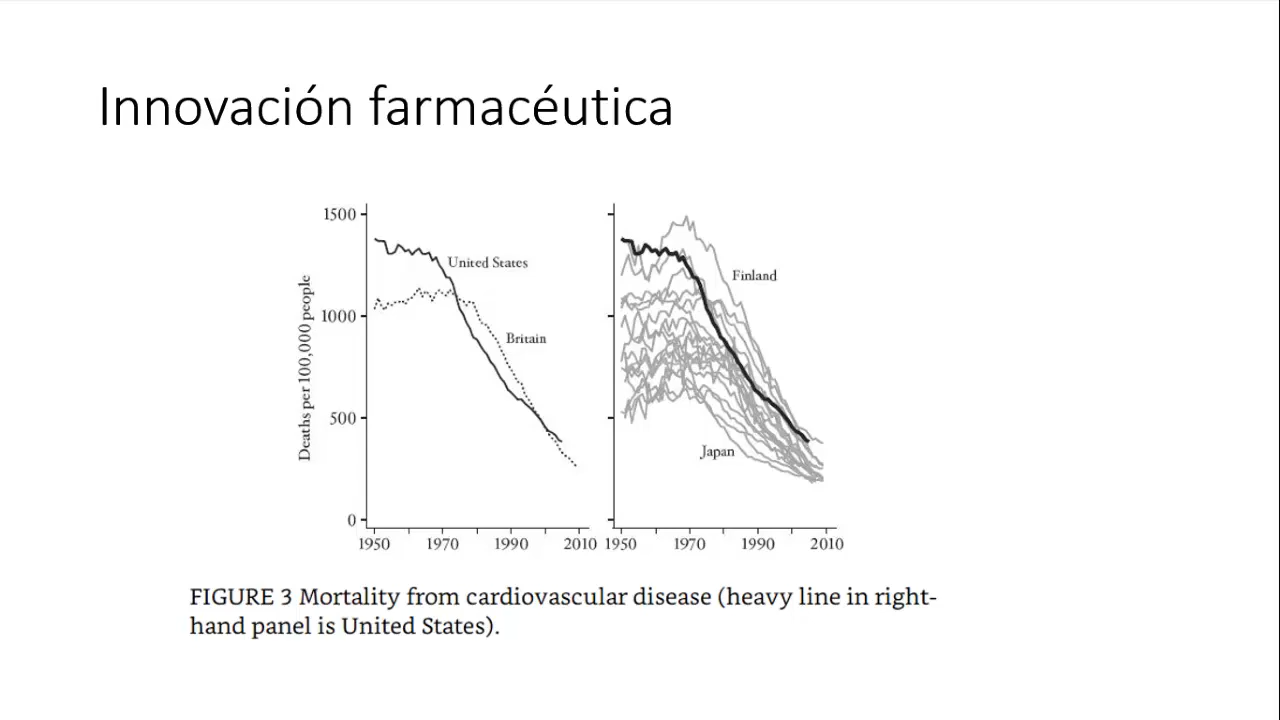 Innovación farmacéutica
1500
1000
500
0
Deaths per 100,000 people
United States
Britain
1950 1970 1990 2010
Finland
Japan
1950 1970 1990 2010
FIGURE 3 Mortality from cardiovascular disease (heavy line in right-
hand panel is United States).